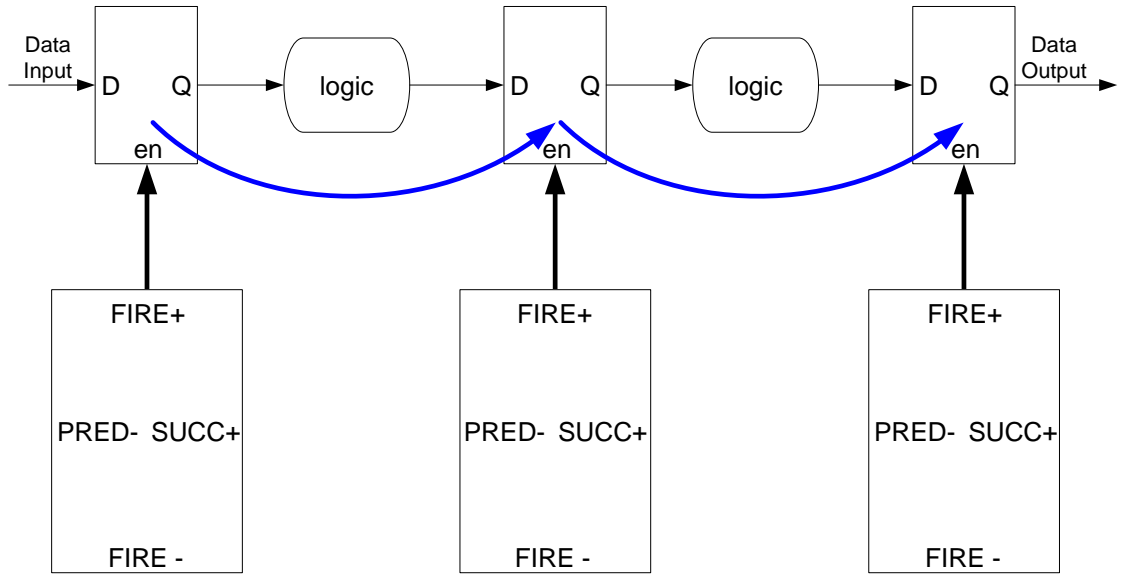 Data
Input
D Q
en
logic
D Q
en
logic
D Q
en
Data
Output
FIRE+
PRED- SUCC+
FIRE -
FIRE+
PRED- SUCC+
FIRE -
FIRE+
PRED- SUCC+
FIRE -